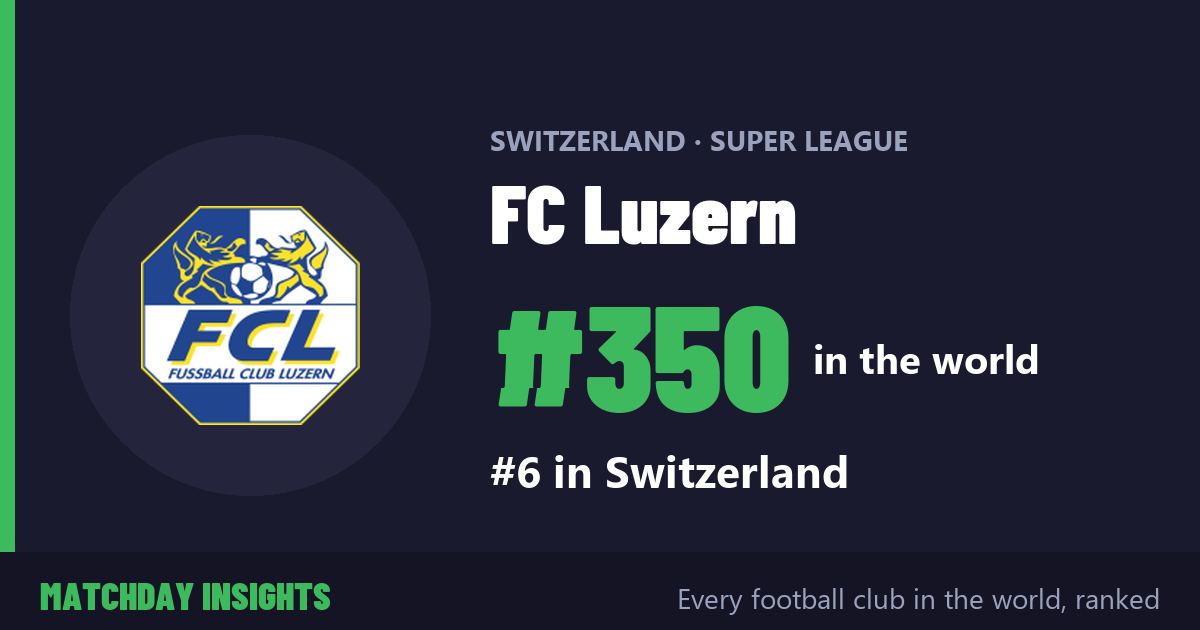 SWITZERLAND · SUPER LEAGUE
FC Luzern
#350 in the world
#6 in Switzerland
FCL
FUSSBALL CLUB LUZERN
MATCHDAY INSIGHTS
Every football club in the world, ranked